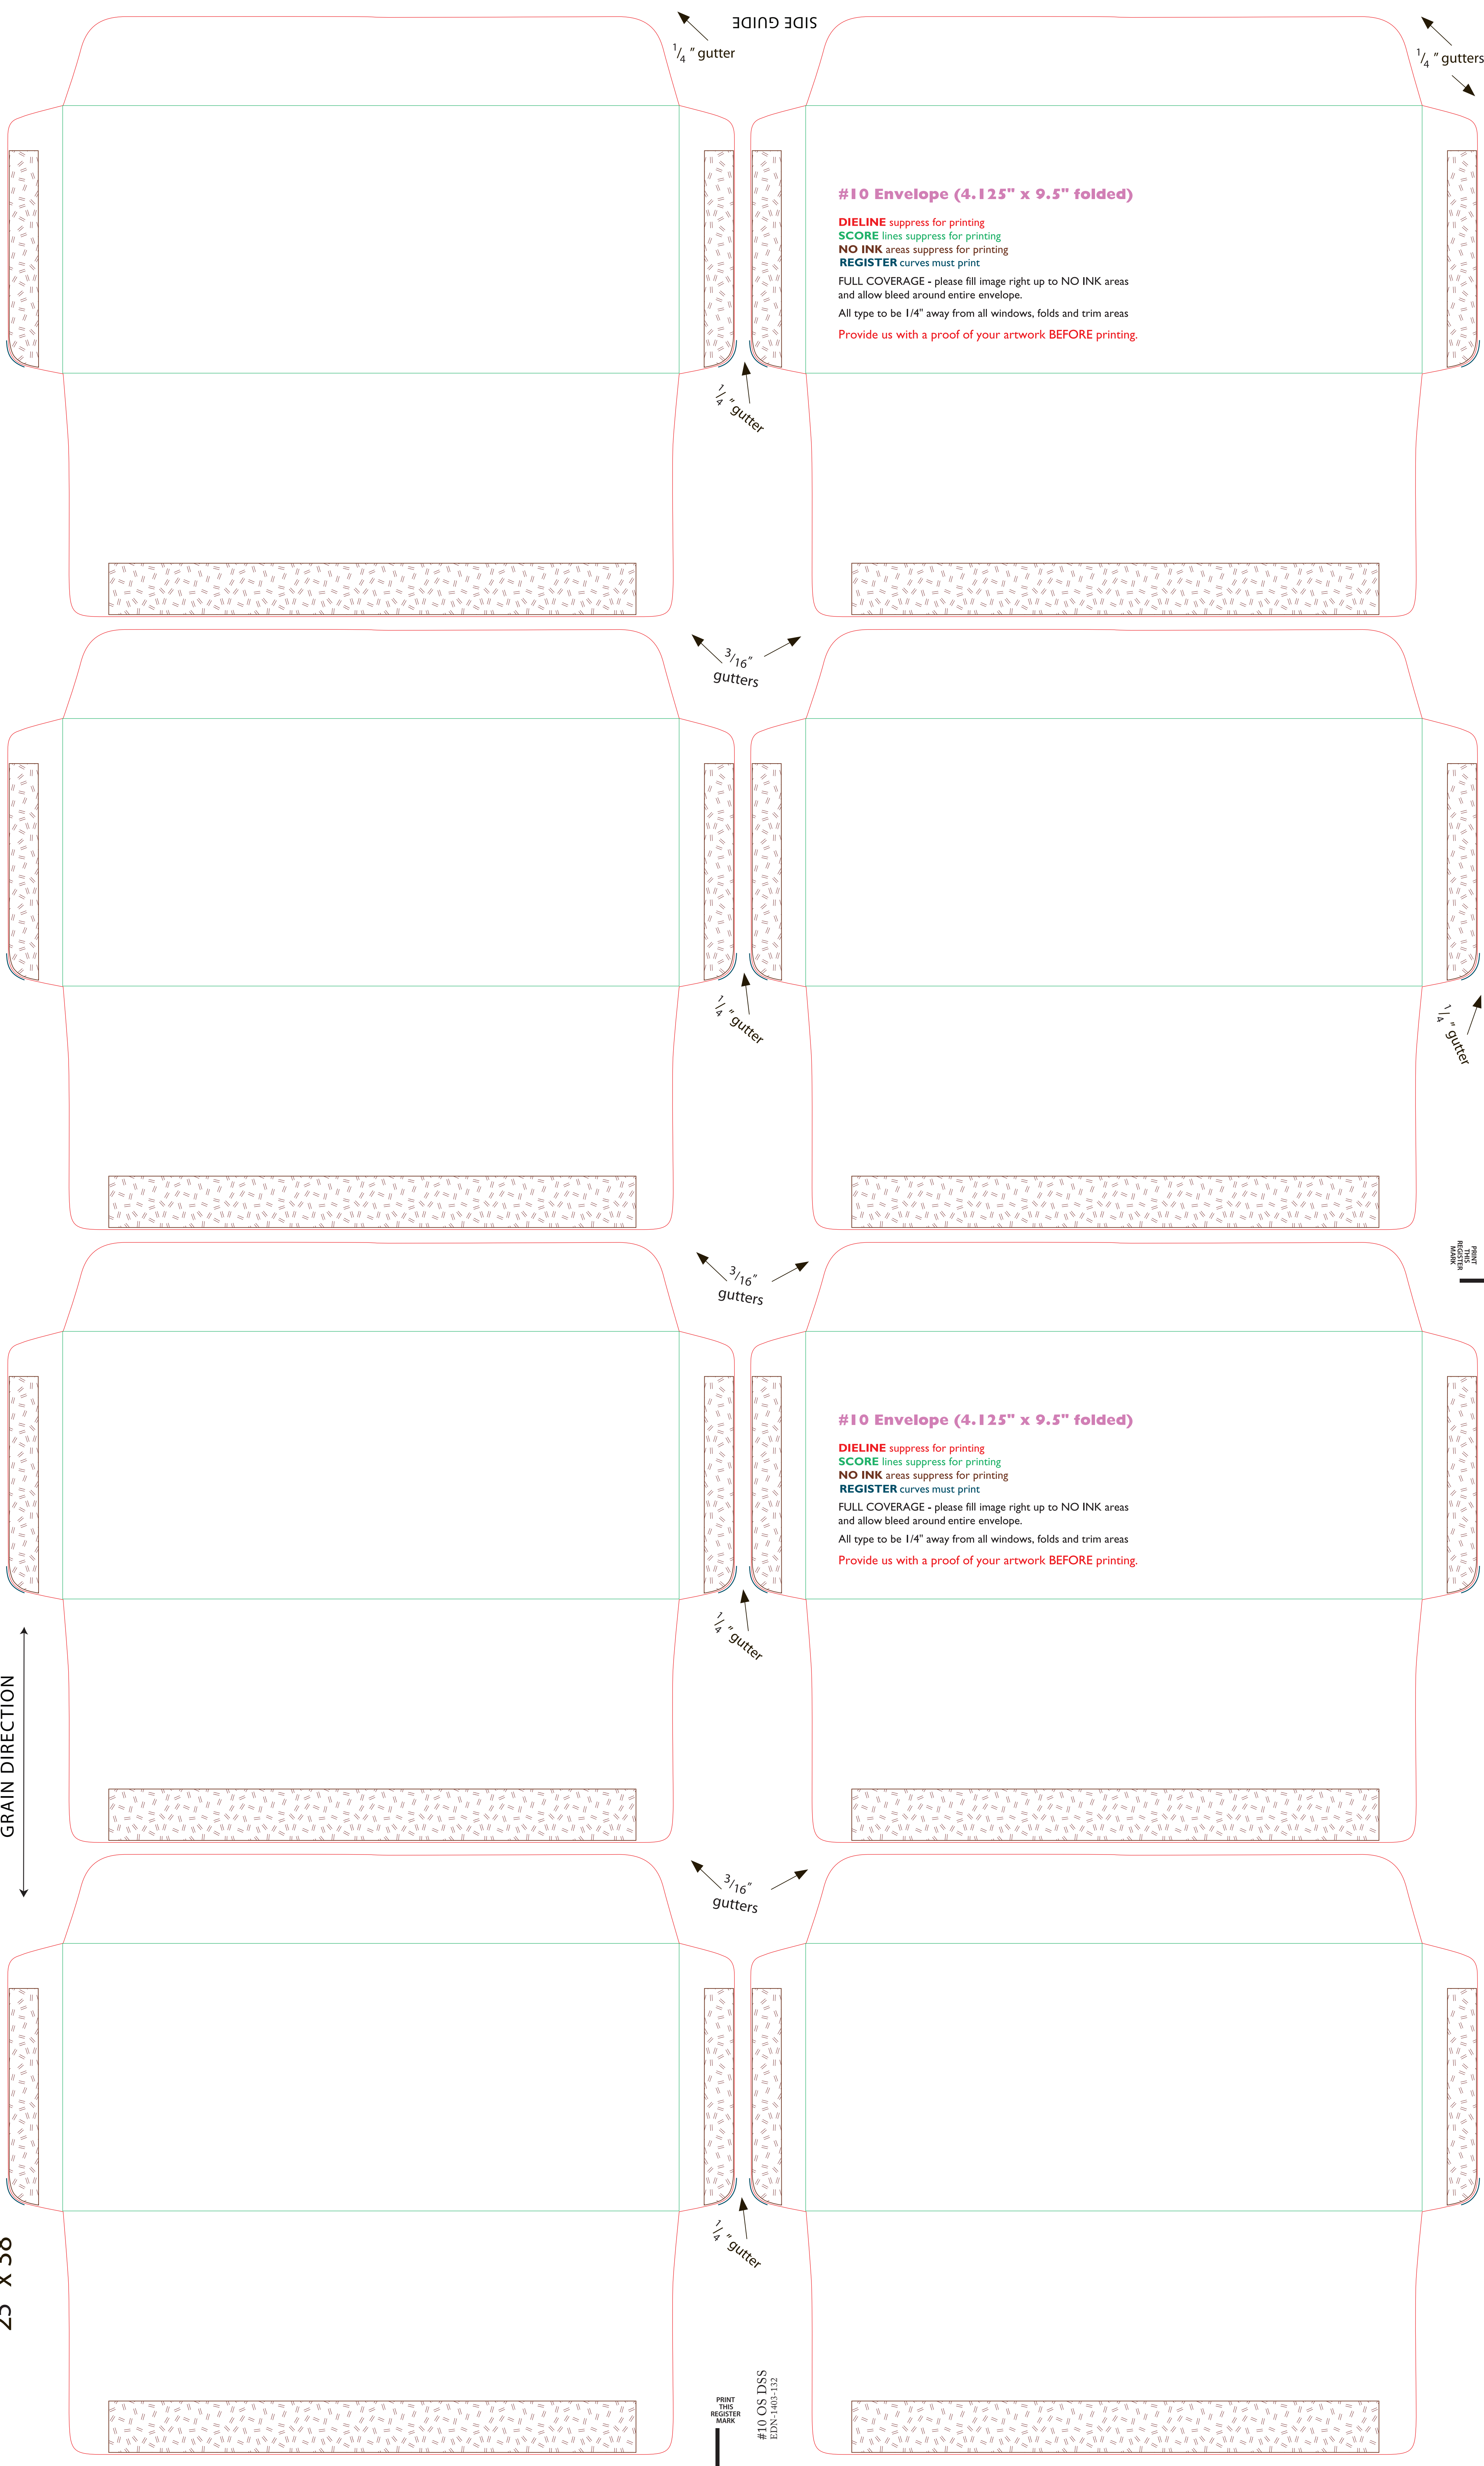 SIDE GUIDE
1/4 " gutter
1/4 " gutters
#10 Envelope (4.125" x 9.5" folded)
DIELINE suppress for printing
SCORE lines suppress for printing
NO INK areas suppress for printing
REGISTER curves must print
FULL COVERAGE - please fill image right up to NO INK areas
and allow bleed around entire envelope.
All type to be 1/4" away from all windows, folds and trim areas
Provide us with a proof of your artwork BEFORE printing.
1/4 " gutter
3/16"
gutters
1/4 " gutter
1/4 " gutter
PRINT
THIS
REGISTER
MARK
3/16"
gutters
#10 Envelope (4.125" x 9.5" folded)
DIELINE suppress for printing
SCORE lines suppress for printing
NO INK areas suppress for printing
REGISTER curves must print
FULL COVERAGE - please fill image right up to NO INK areas
and allow bleed around entire envelope.
All type to be 1/4" away from all windows, folds and trim areas
Provide us with a proof of your artwork BEFORE printing.
1/4 " gutter
GRAIN DIRECTION
3/16"
gutters
1/4 " gutter
25 x 38
PRINT
THIS
REGISTER
MARK
#10 OS DSS
EDN-1403-132